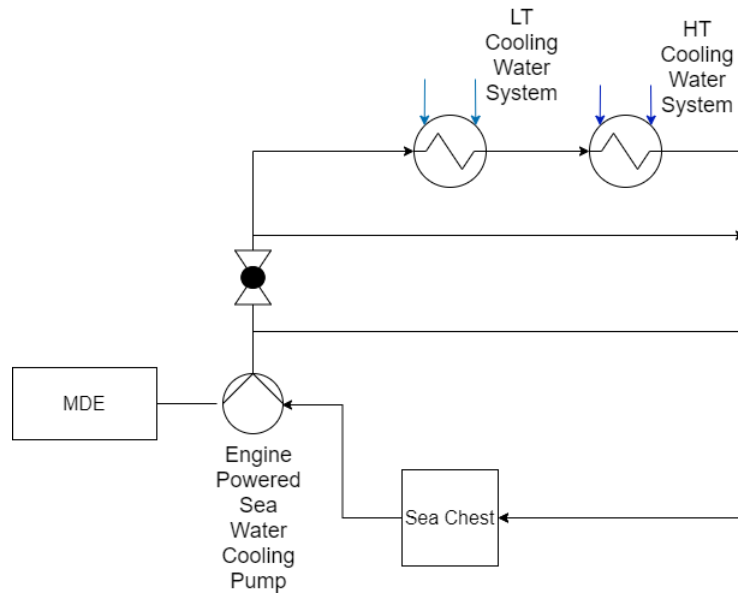 LT
Cooling
Water
System
HT
Cooling
Water
System
MDE
Engine
Powered
Sea
Water
Cooling
Pump
Sea Chest